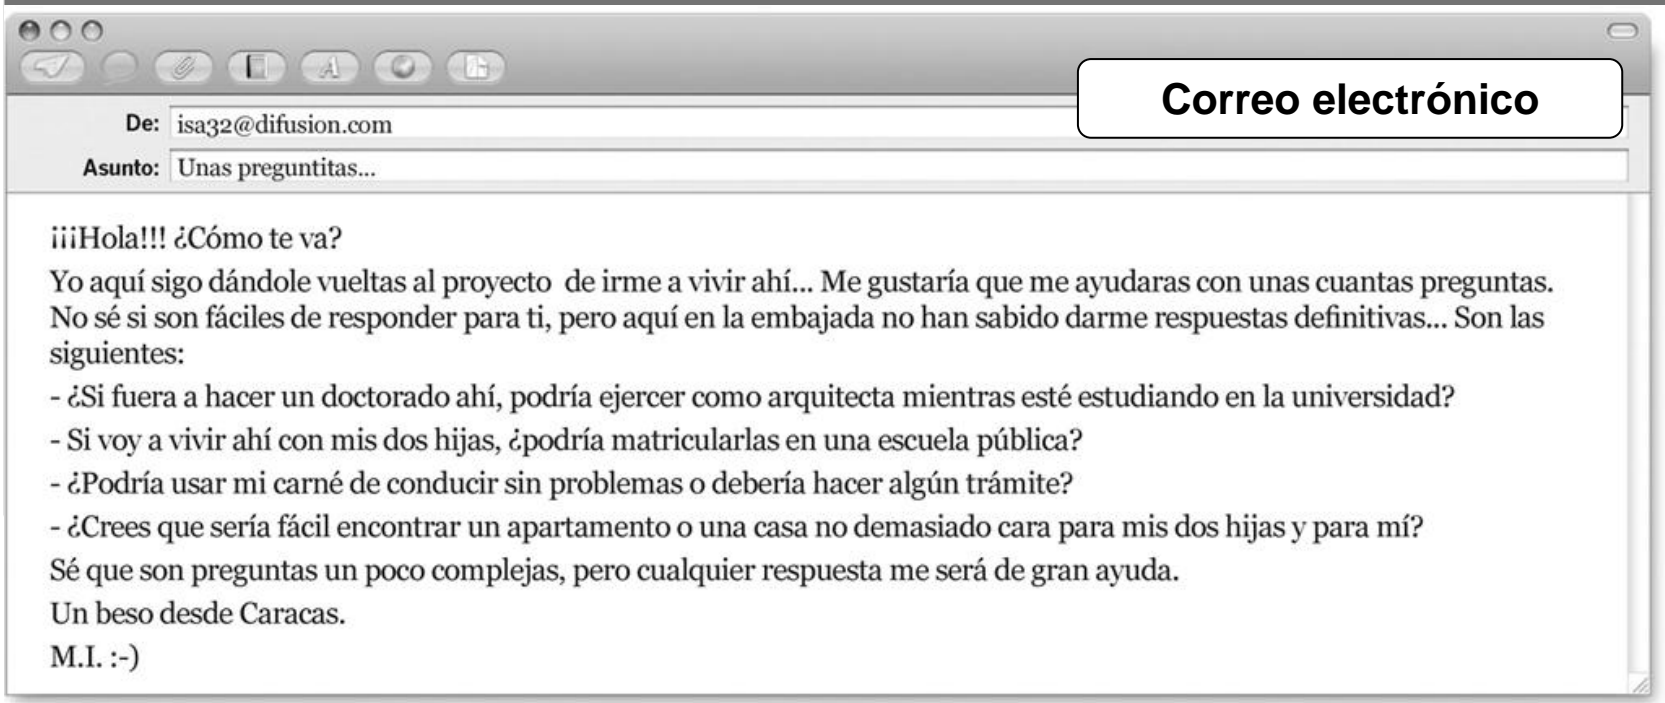 Correo electrónico
De: isa32@difusion.com
Asunto: Unas preguntitas...
¡¡¡Hola!!! ¿Cómo te va?
Yo aquí sigo dándole vueltas al proyecto de irme a vivir ahí... Me gustaría que me ayudaras con unas cuantas preguntas.
No sé si son fáciles de responder para ti, pero aquí en la embajada no han sabido darme respuestas definitivas... Son las
siguientes:
- ¿Si fuera a hacer un doctorado ahí, podría ejercer como arquitecta mientras esté estudiando en la universidad?
- Si voy a vivir ahí con mis dos hijas, ¿podría matricularlas en una escuela pública?
- ¿Podría usar mi carné de conducir sin problemas o debería hacer algún trámite?
- ¿Crees que sería fácil encontrar un apartamento o una casa no demasiado cara para mis dos hijas y para mí?
Sé que son preguntas un poco complejas, pero cualquier respuesta me será de gran ayuda.
Un beso desde Caracas.
M.I. :-)